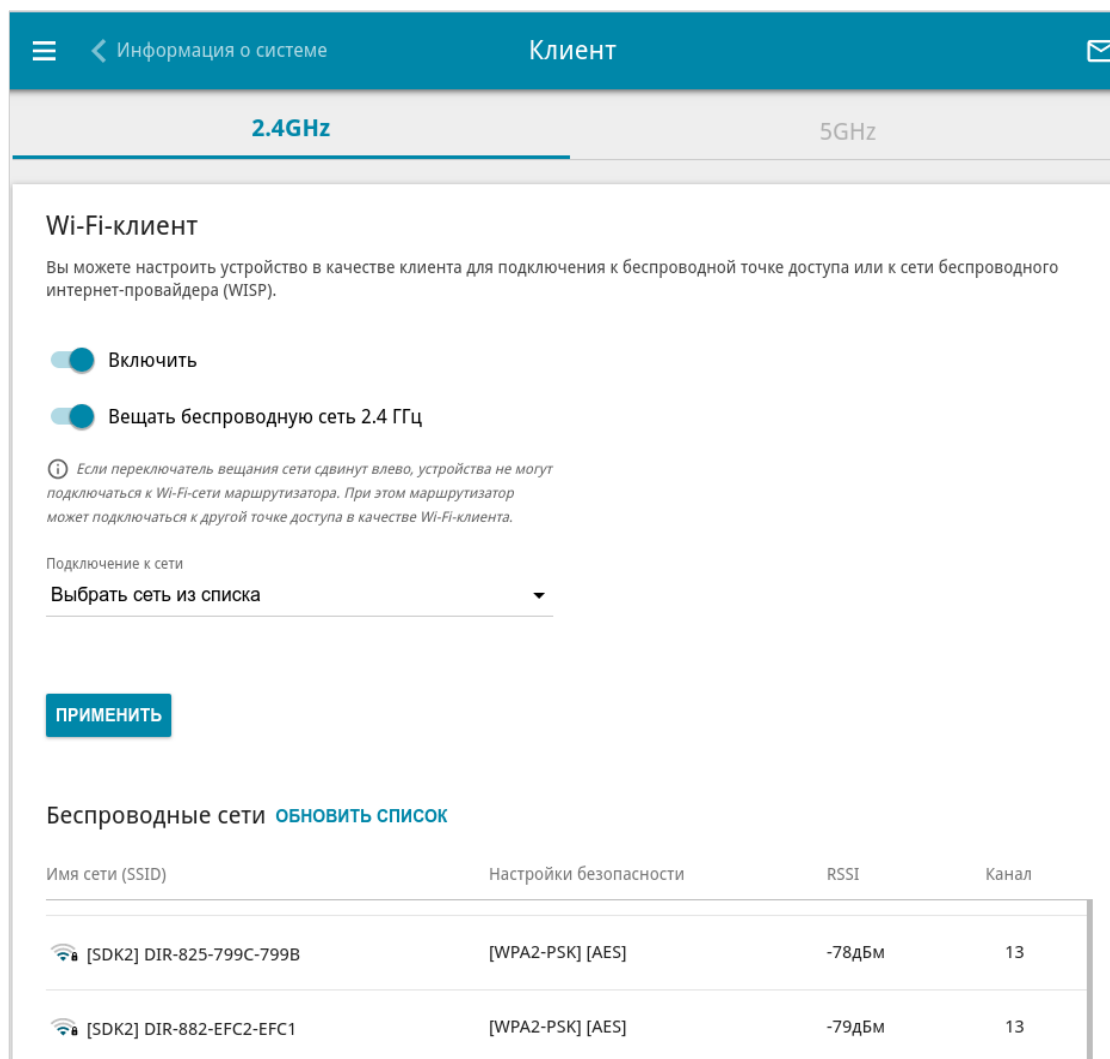 Информация о системе
Клиент
2.4GHz
5GHz
Wi-Fi-клиент
Вы можете настроить устройство в качестве клиента для подключения к беспроводной точке доступа или к сети беспроводного
интернет-провайдера (WISP).
Включить
Вещать беспроводную сеть 2.4 ГГц
Если переключатель вещания сети сдвинут влево, устройства не могут
подключаться к Wi-Fi-сети маршрутизатора. При этом маршрутизатор
может подключаться к другой точке доступа в качестве Wi-Fi-клиента.
Подключение к сети
Выбрать сеть из списка
ПРИМЕНИТЬ
Беспроводные сети ОБНОВИТЬ СПИСОК
Имя сети (SSID) Настройки безопасности RSSI Канал
[SDK2] DIR-825-799C-799B [WPA2-PSK] [AES] -78дБм 13
[SDK2] DIR-882-EFC2-EFC1 [WPA2-PSK] [AES] -79дБм 13